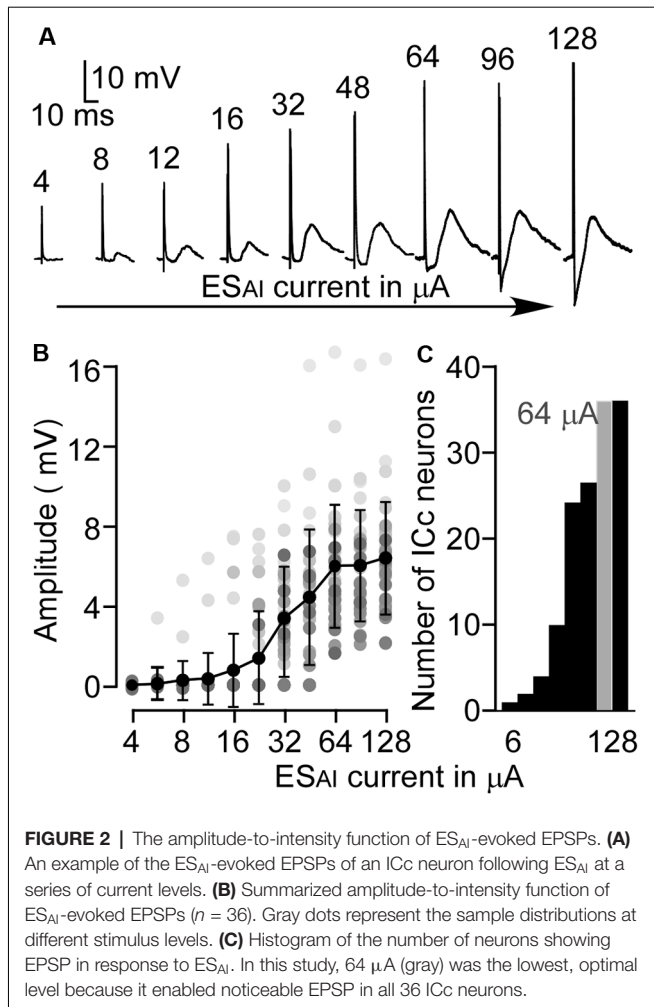 A
10 mV
10 ms
4
8
12
16
32
48
64
96
128
ESAI current in μA
B
Amplitude ( mV)
16
12
8
4
0
4
8
16
32
64
128
ESAI current in μA
C
Number of ICc neurons
40
30
20
10
0
64 μA
6
128
FIGURE 2 | The amplitude-to-intensity function of ESAI-evoked EPSPs. (A)
An example of the ESAI-evoked EPSPs of an ICc neuron following ESAI at a
series of current levels. (B) Summarized amplitude-to-intensity function of
ESAI-evoked EPSPs (n = 36). Gray dots represent the sample distributions at
different stimulus levels. (C) Histogram of the number of neurons showing
EPSP in response to ESAI. In this study, 64 μA (gray) was the lowest, optimal
level because it enabled noticeable EPSP in all 36 ICc neurons.